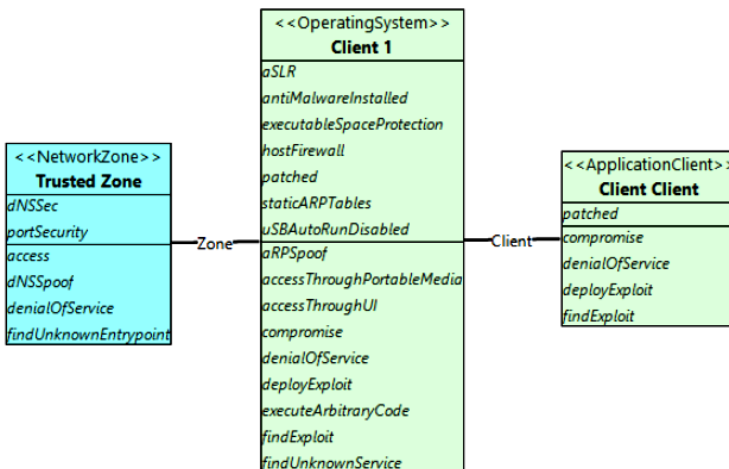 <<NetworkZone>>
Trusted Zone
dNSSec
portSecurity
access
dNSSpoof
denialOfService
findUnknownEntrypoint
Zone
<<OperatingSystem>>
Client 1
aSLR
antiMalwareInstalled
executableSpaceProtection
hostFirewall
patched
staticARPTables
uSBAutoRunDisabled
aRPSpoof
accessThroughPortableMedia
accessThroughUI
compromise
denialOfService
deployExploit
executeArbitraryCode
findExploit
findUnknownService
Client
<<ApplicationClient>>
Client Client
patched
compromise
denialOfService
deployExploit
findExploit